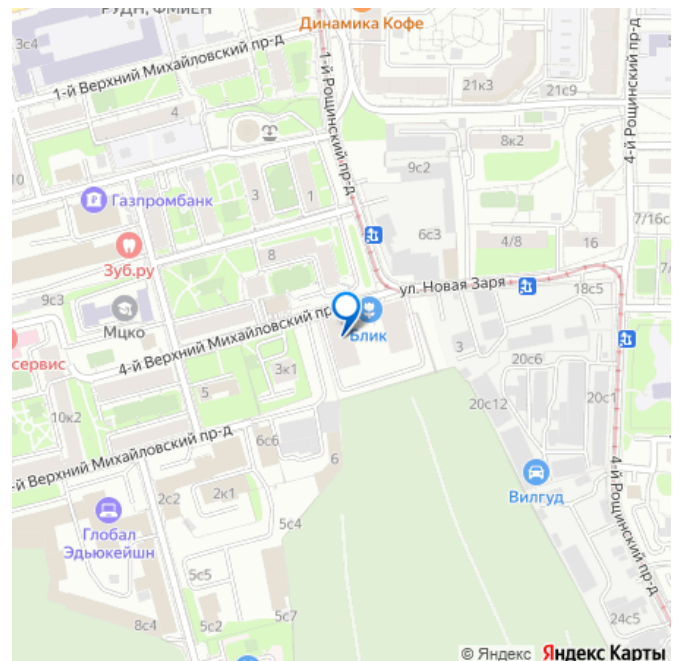 РУДН, ФМиЕН
3с4
Динамика Кофе
1-й Верхний Михайловский пр-д
1-й Рощинский пр-д
21к3
21с9
4-й Рощинский пр-д
4
8к2
9с2
10
Газпромбанк
3
1
7/16с
6с3
4/8
16
Зуб.ру
8
7/
ул. Новая Заря
18с5
9с3
Мцко
4-й Верхний Михайловский пр-д
Блик
сервис
3
20с6
3к1
5
20с1
20с12
10к2
й Верхний Михайловский пр-д
6с6
6
4-й Рощинский пр-д
2с2
2к1
Вилгуд
Глобал
Эдьюкейшн
5с4
5с5
8с4
5с2
5с7
24с5
© Яндекс Яндекс Карты